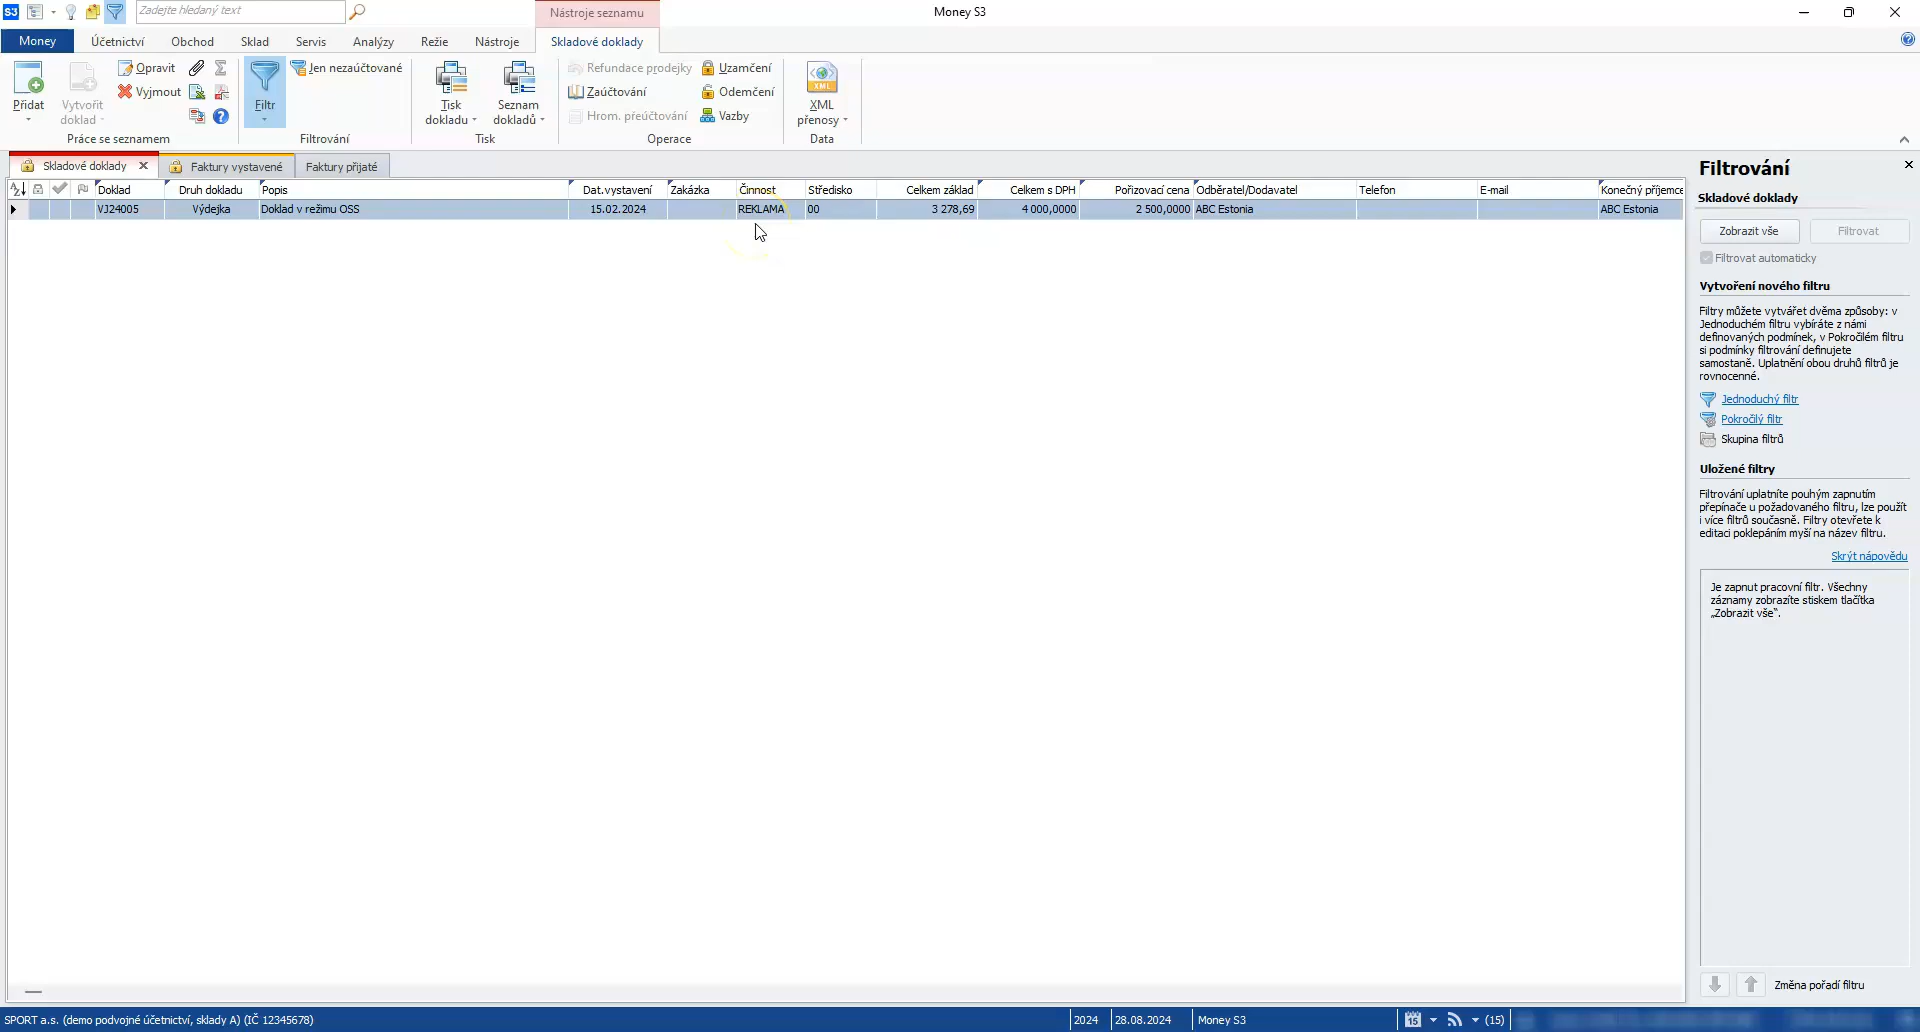 S3 Zadejte hledaný text Nástroje seznamu Money S3
Money Účetnictví Obchod Sklad Servis Analýzy Režie Nástroje Skladové doklady
Přidat
Vytvořit
doklad
Opravit
Vyjmout
Práce se seznamem
Filtr
Jen nezaúčtované
Filtrování
Tisk
dokladu
Seznam
dokladů
Tisk
Refundace prodejky
Zaúčtování
Hrom. přeúčtování
Uzamčení
Odemčení
Vazby
Operace
XML
XML
přenosy
Data
Skladové doklady Faktury vystavené Faktury přijaté
Doklad Druh dokladu Popis Dat.vystavení Zakázka Činnost Středisko Celkem základ Celkem s DPH Pořizovací cena Odběratel/Dodavatel Telefon E-mail Konečný příjemce
VJ24005 Výdejka Doklad v režimu OSS 15.02.2024 REKLAMA 00 3 278,69 4 000,0000 2 500,0000 ABC Estonia ABC Estonia
Filtrování
Skladové doklady
Zobrazit vše Filtrovat
Filtrovat automaticky
Vytvoření nového filtru
Filtry můžete vytvářet dvěma způsoby: v
Jednoduchém filtru vybíráte z námi
definovaných podmínek, v Pokročilém filtru
si podmínky filtrování definujete
samostaně. Uplatnění obou druhů filtrů je
rovnocenné.
Jednoduchý filtr
Pokročilý filtr
Skupina filtrů
Uložené filtry
Filtrování uplatníte pouhým zapnutím
přepínače u požadovaného filtru, lze použít
i více filtrů současně. Filtry otevřete k
editaci poklepáním myší na název filtru.
Skrýt nápovědu
Je zapnut pracovní filtr. Všechny
záznamy zobrazíte stiskem tlačítka
„Zobrazit vše“.
Změna pořadí filtru
SPORT a.s. (demo podvojné účetnictví, sklady A) (IČ 12345678) 2024 28.08.2024 Money S3 15 (15)